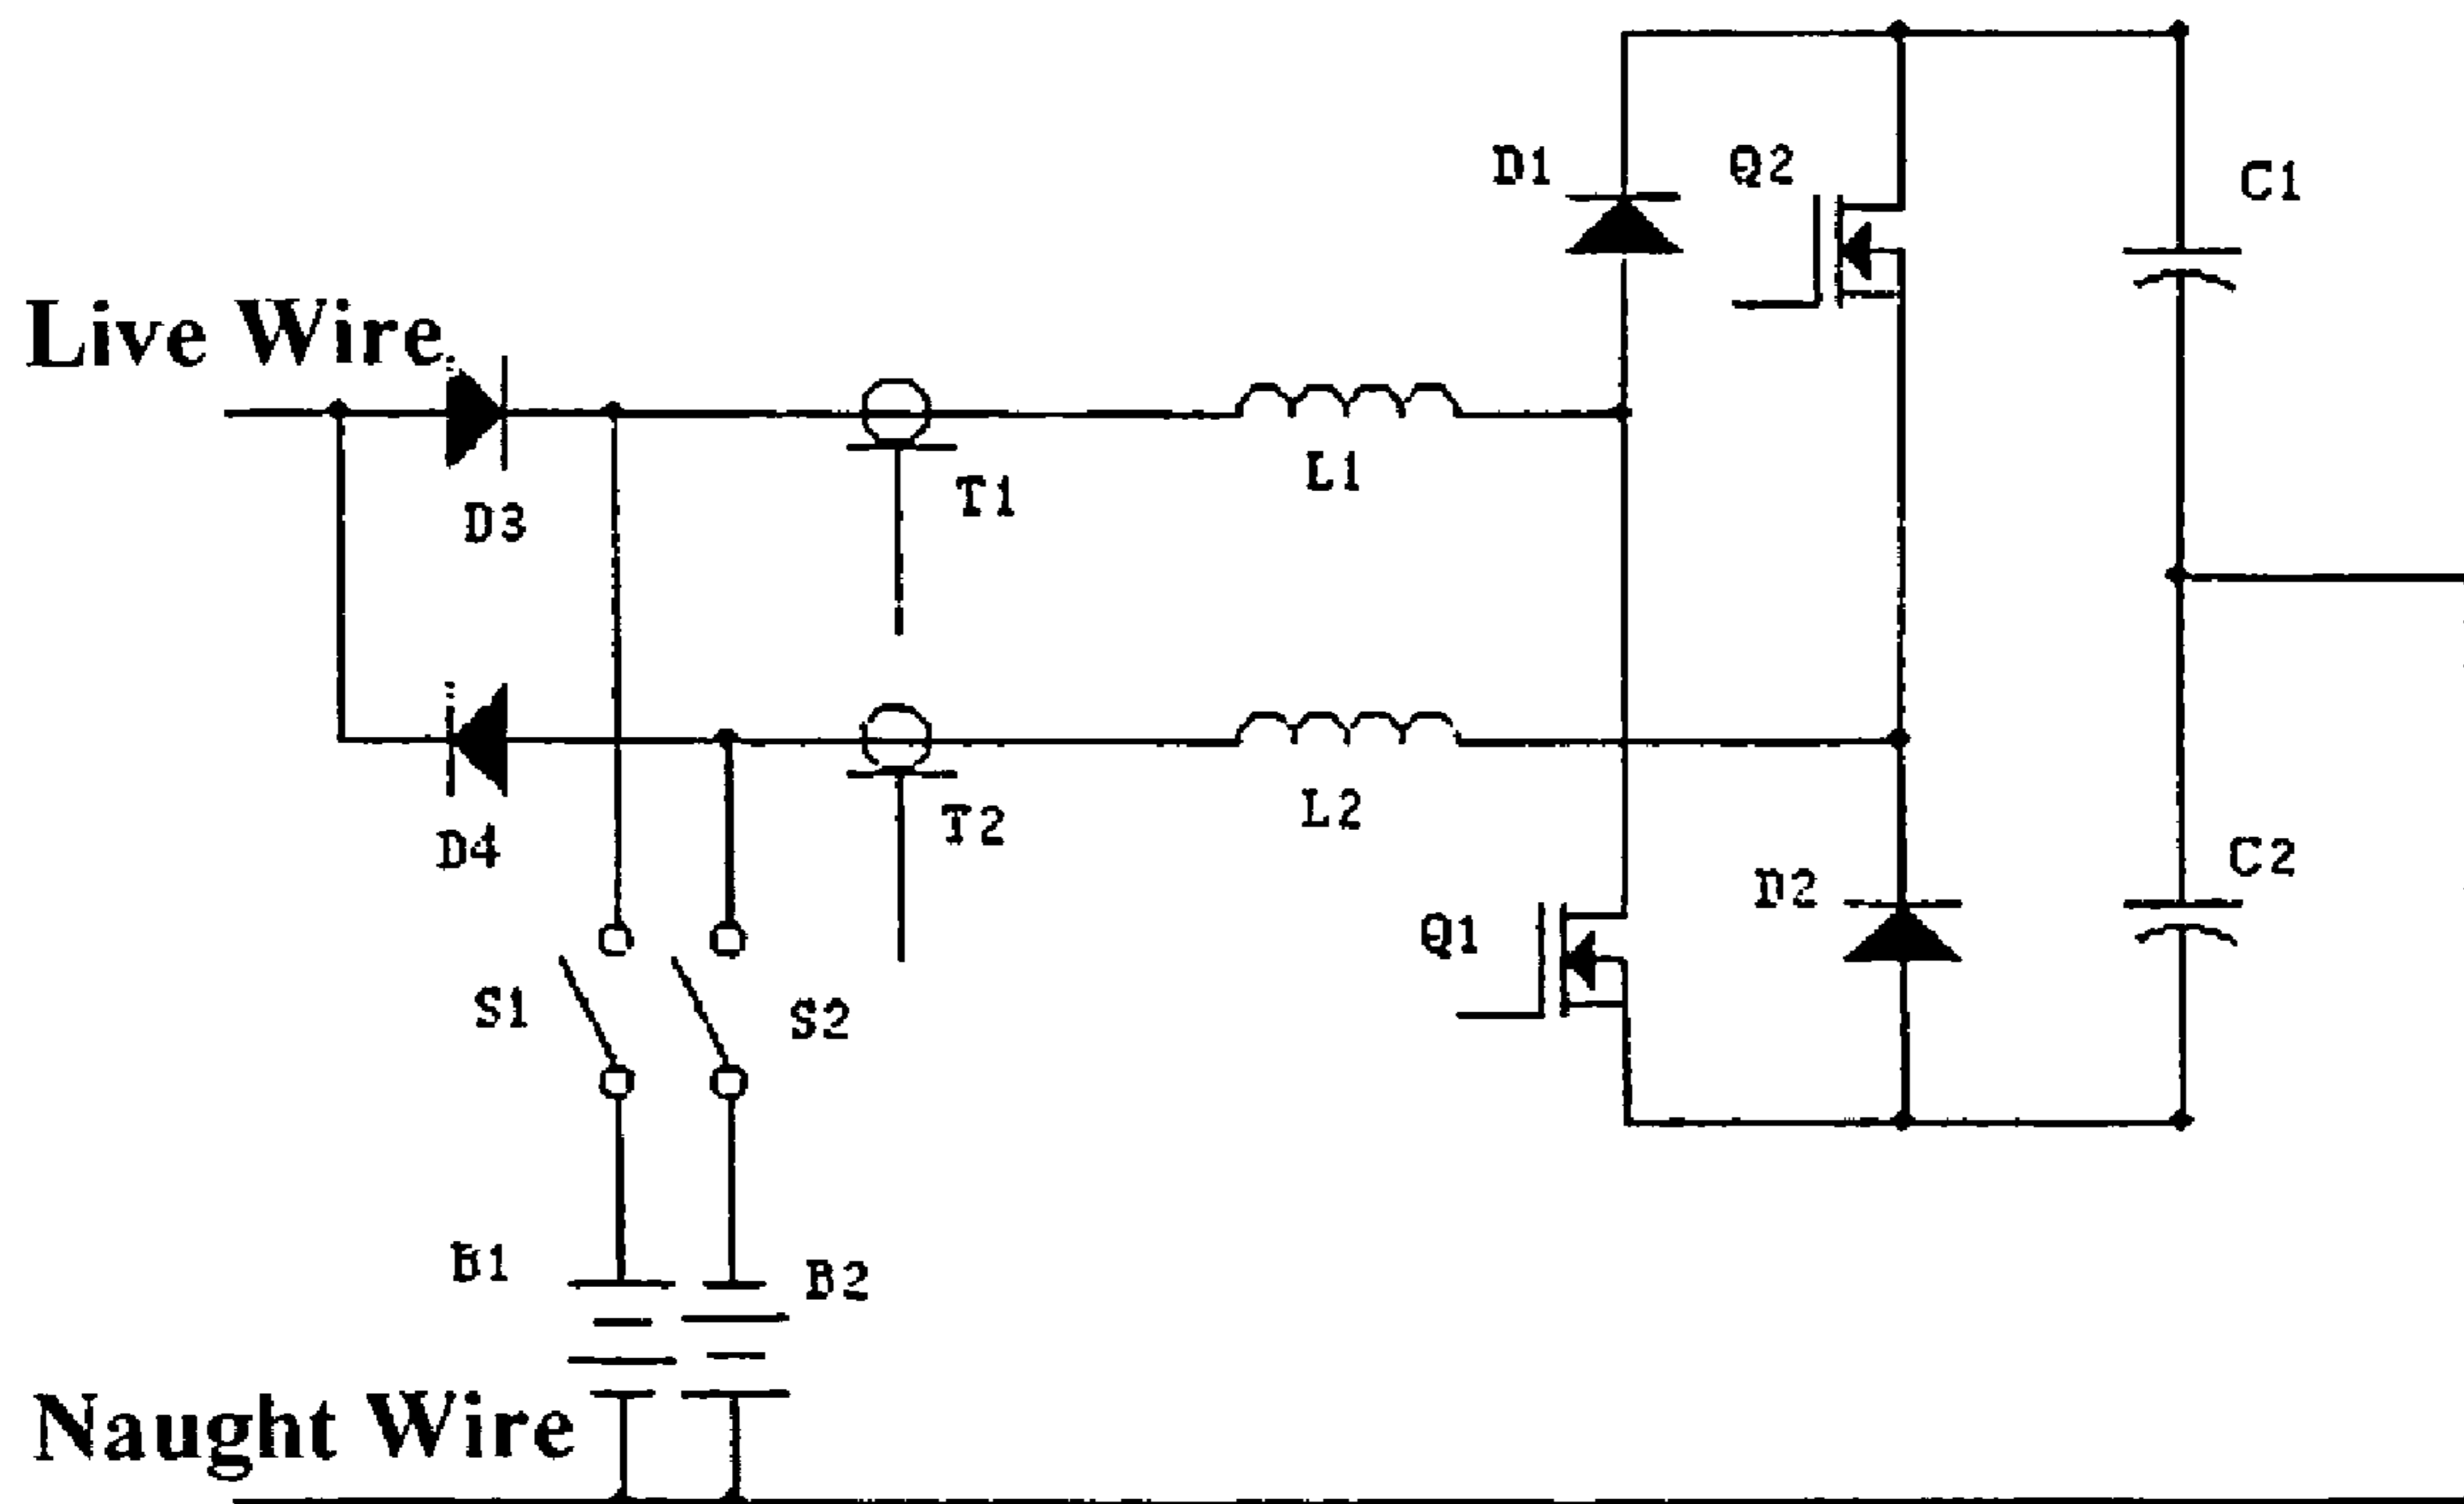 D1
Q2
C1
Live Wire
D3
T1
L1
D4
T2
L2
D2
C2
Q1
S1
S2
B1
B2
Naught Wire